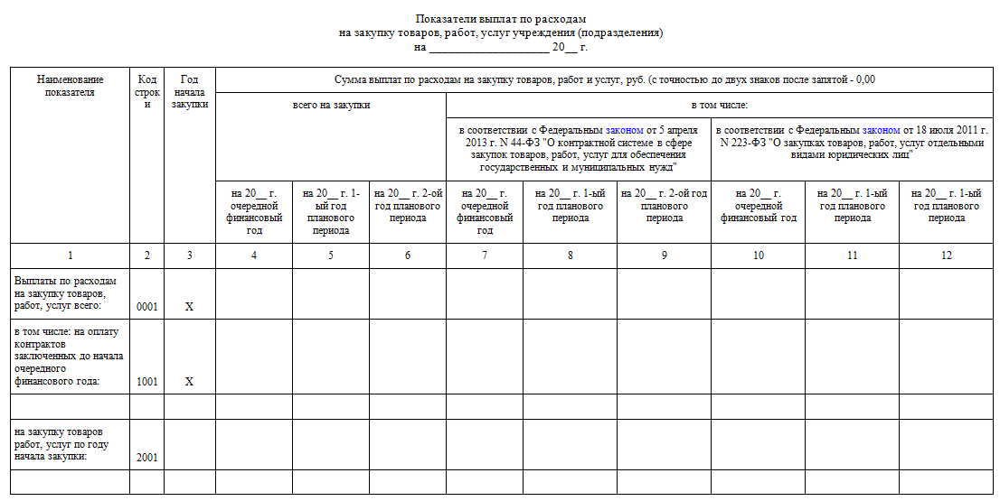 Показатели выплат по расходам
на закупку товаров, работ, услуг учреждения (подразделения)
на ___________________ 20__ г.
Наименование
показателя
Код
строк
и
Год
начала
закупки
Сумма выплат по расходам на закупку товаров, работ и услуг, руб. (с точностью до двух знаков после запятой - 0,00
всего на закупки
в том числе:
в соответствии с Федеральным законом от 5 апреля
2013 г. N 44-ФЗ "О контрактной системе в сфере
закупок товаров, работ, услуг для обеспечения
государственных и муниципальных нужд"
в соответствии с Федеральным законом от 18 июля 2011 г.
N 223-ФЗ "О закупках товаров, работ, услуг отдельными
видами юридических лиц"
на 20__ г.
очередной
финансовый
год
на 20__ г. 1-
ый год
планового
периода
на 20__ г. 2-ой
год планового
периода
на 20__ г.
очередной
финансовый
год
на 20__ г. 1-ый
год планового
периода
на 20__ г. 2-ой год
планового
периода
на 20__ г.
очередной
финансовый год
на 20__ г. 1-ый
год планового
периода
на 20__ г. 1-ый
год планового
периода
1 2 3 4 5 6 7 8 9 10 11 12
Выплаты по расходам
на закупку товаров,
работ, услуг всего: 0001 X
в том числе: на оплату
контрактов
заключенных до начала
очередного
финансового года: 1001 X
на закупку товаров
работ, услуг по году
начала закупки: 2001